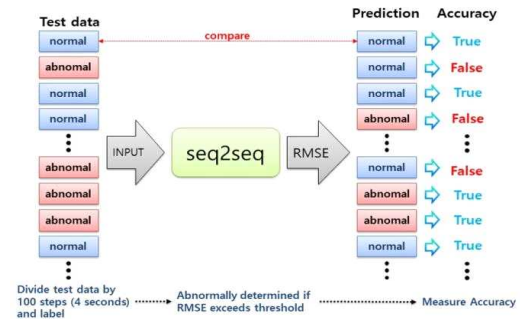 Test data
Prediction
Accuracy
normal
compare
normal
True
abnomal
normal
False
normal
normal
True
normal
abnomal
False
INPUT
seq2seq
RMSE
abnomal
normal
False
abnomal
abnomal
True
abnomal
abnomal
True
normal
normal
True
Divide test data by
100 steps (4 seconds)
and label
Abnormally determined if
RMSE exceeds threshold
Measure Accuracy